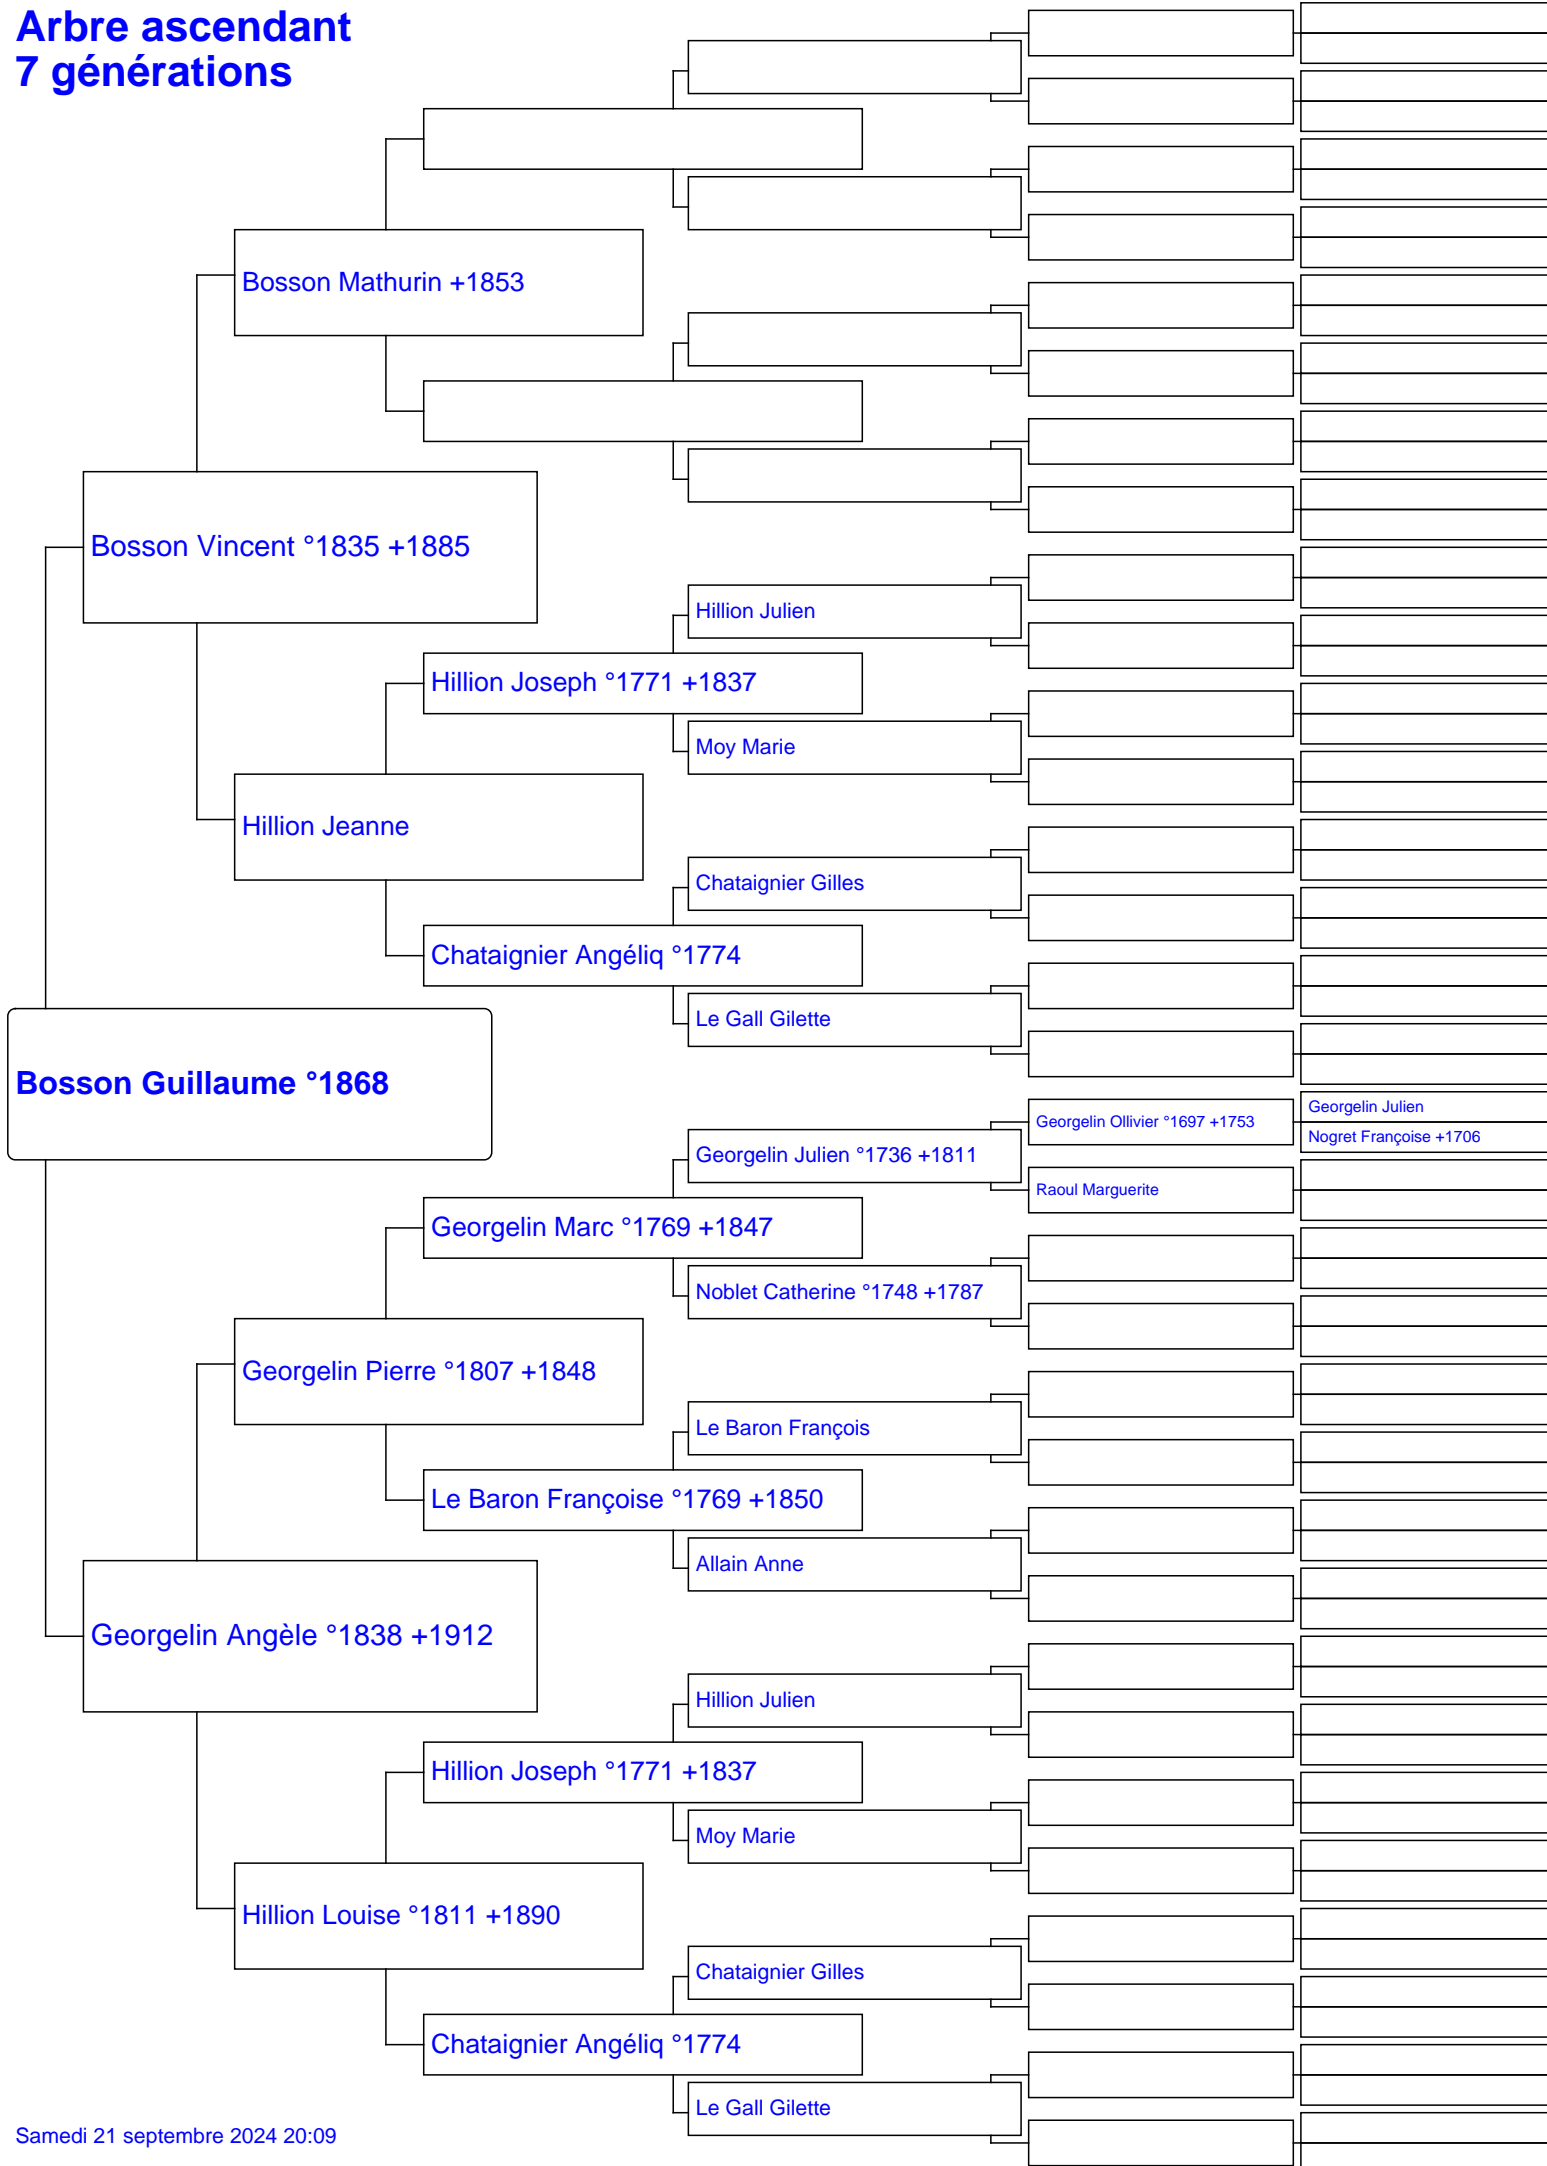 Arbre ascendant
7 générations
Bosson Mathurin +1853
Bosson Vincent °1835 +1885
Hillion Julien
Hillion Joseph °1771 +1837
Moy Marie
Hillion Jeanne
Chataignier Gilles
Chataignier Angéliq °1774
Le Gall Gilette
Bosson Guillaume °1868
Georgelin Julien
Georgelin Ollivier °1697 +1753
Nogret Françoise +1706
Georgelin Julien °1736 +1811
Raoul Marguerite
Georgelin Marc °1769 +1847
Noblet Catherine °1748 +1787
Georgelin Pierre °1807 +1848
Le Baron François
Le Baron Françoise °1769 +1850
Allain Anne
Georgelin Angèle °1838 +1912
Hillion Julien
Hillion Joseph °1771 +1837
Moy Marie
Hillion Louise °1811 +1890
Chataignier Gilles
Chataignier Angéliq °1774
Le Gall Gilette
Samedi 21 septembre 2024 20:09